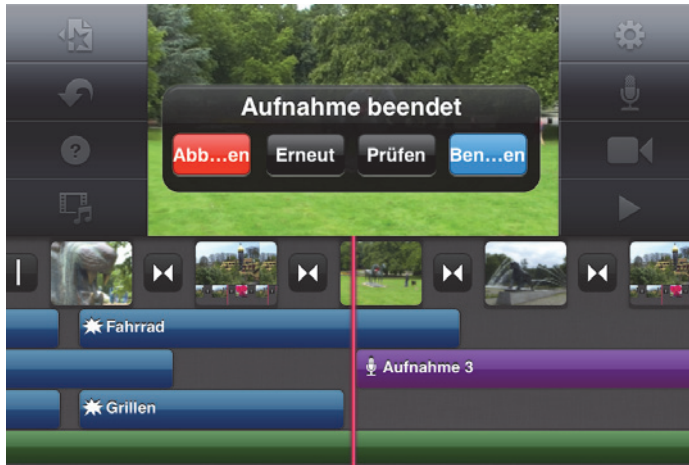 Aufnahme beendet
Abb...en Erneut Prüfen Ben...en
?
Fahrrad
Aufnahme 3
Grillen